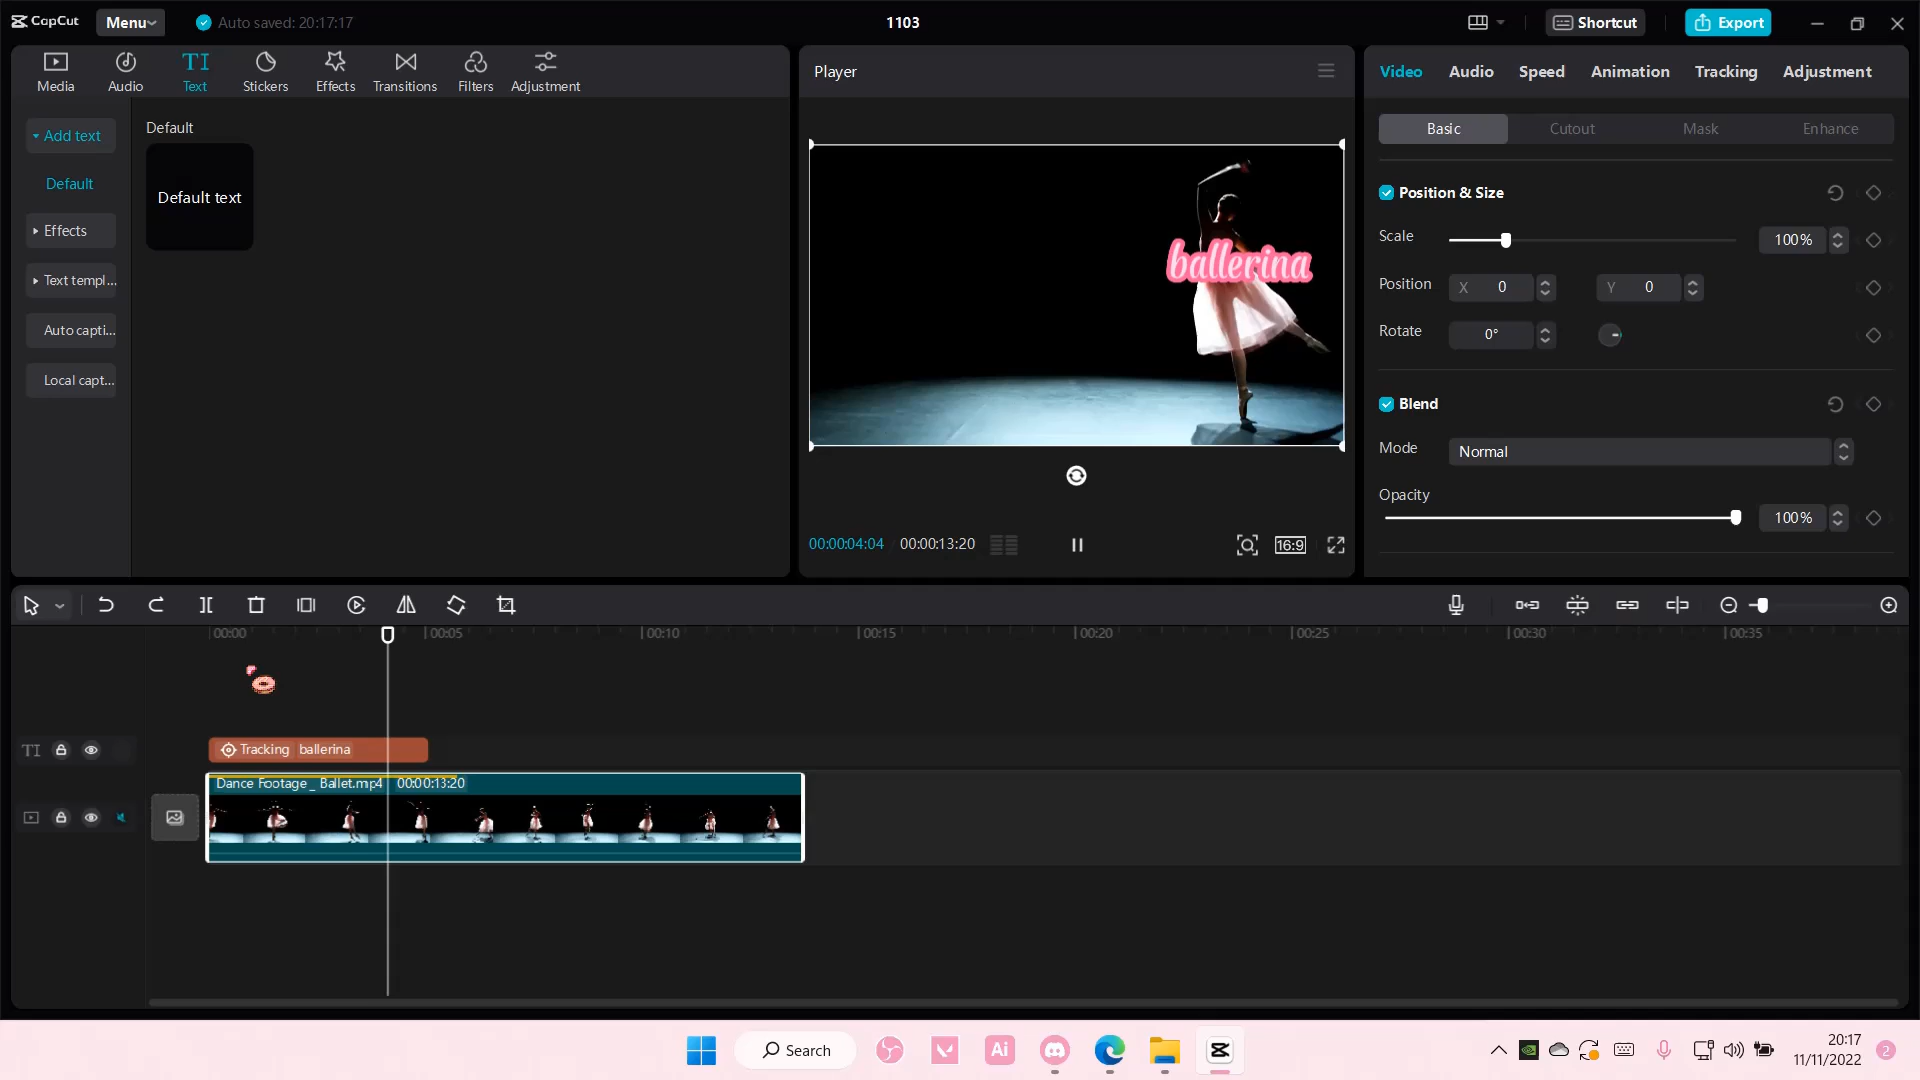 CapCut
Menu
Auto saved: 20:17:17
1103
Shortcut
Export
Media
Audio
TI
Text
Stickers
Effects
Transitions
Filters
Adjustment
Add text
Default
Effects
Text templ...
Auto capti...
Local capt...
Default
Default text
Player
ballerina
00:00:04:04
00:00:13:20
16:9
Video
Audio
Speed
Animation
Tracking
Adjustment
Basic
Cutout
Mask
Enhance
Position & Size
Scale
100%
Position
X 0
Y 0
Rotate
0°
Blend
Mode
Normal
Opacity
100%
00:00
00:05
00:10
00:15
00:20
00:25
00:30
00:35
TI
Tracking ballerina
Dance Footage _ Ballet.mp4 00:00:13:20
Search
Ai
20:17
11/11/2022
2